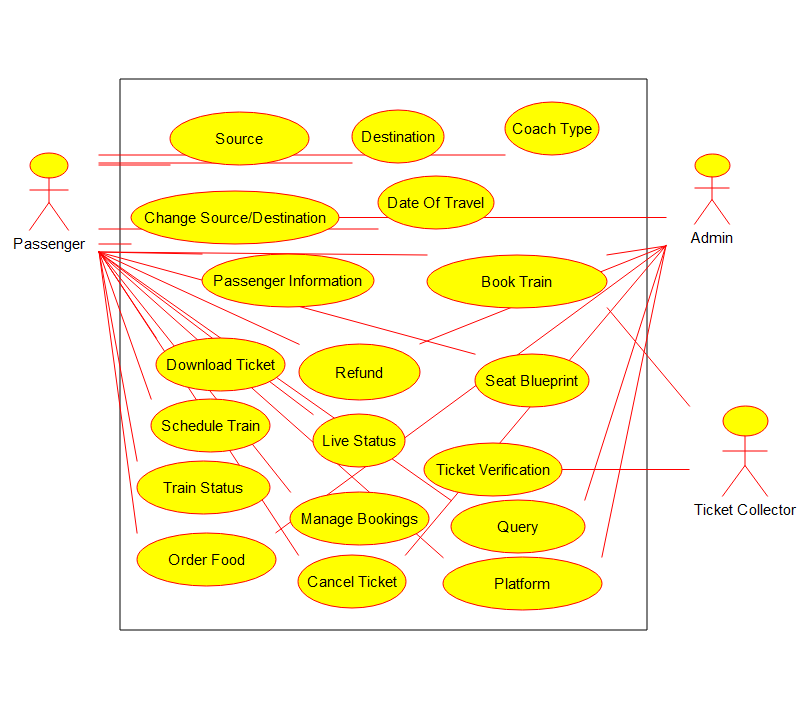 Source
Destination
Coach Type
Passenger
Change Source/Destination
Date Of Travel
Admin
Passenger Information
Book Train
Download Ticket
Refund
Seat Blueprint
Schedule Train
Live Status
Ticket Verification
Train Status
Manage Bookings
Query
Ticket Collector
Order Food
Cancel Ticket
Platform